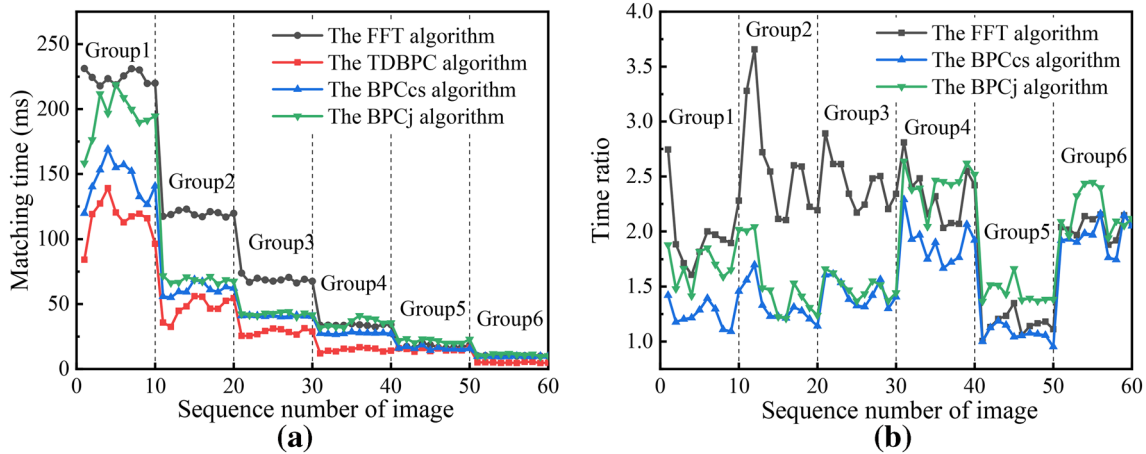 250
200
150
100
50
0
Matching time (ms)
Group1
Group2
Group3
Group4
Group5
Group6
The FFT algorithm
The TDBPC algorithm
The BPCcs algorithm
The BPCj algorithm
0 10 20 30 40 50 60
Sequence number of image
(a)
4.0
3.5
3.0
2.5
2.0
1.5
1.0
Time ratio
Group1
Group2
Group3
Group4
Group5
Group6
The FFT algorithm
The BPCcs algorithm
The BPCj algorithm
0 10 20 30 40 50 60
Sequence number of image
(b)